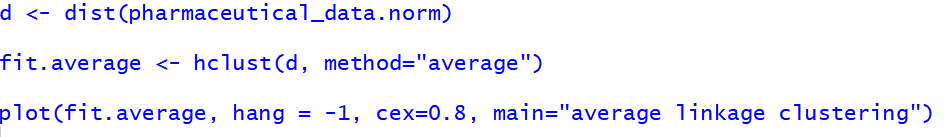 d <- dist(pharmaceutical_data.norm)
fit.average <- hclust(d, method="average")
plot(fit.average, hang = -1, cex=0.8, main="average linkage clustering")